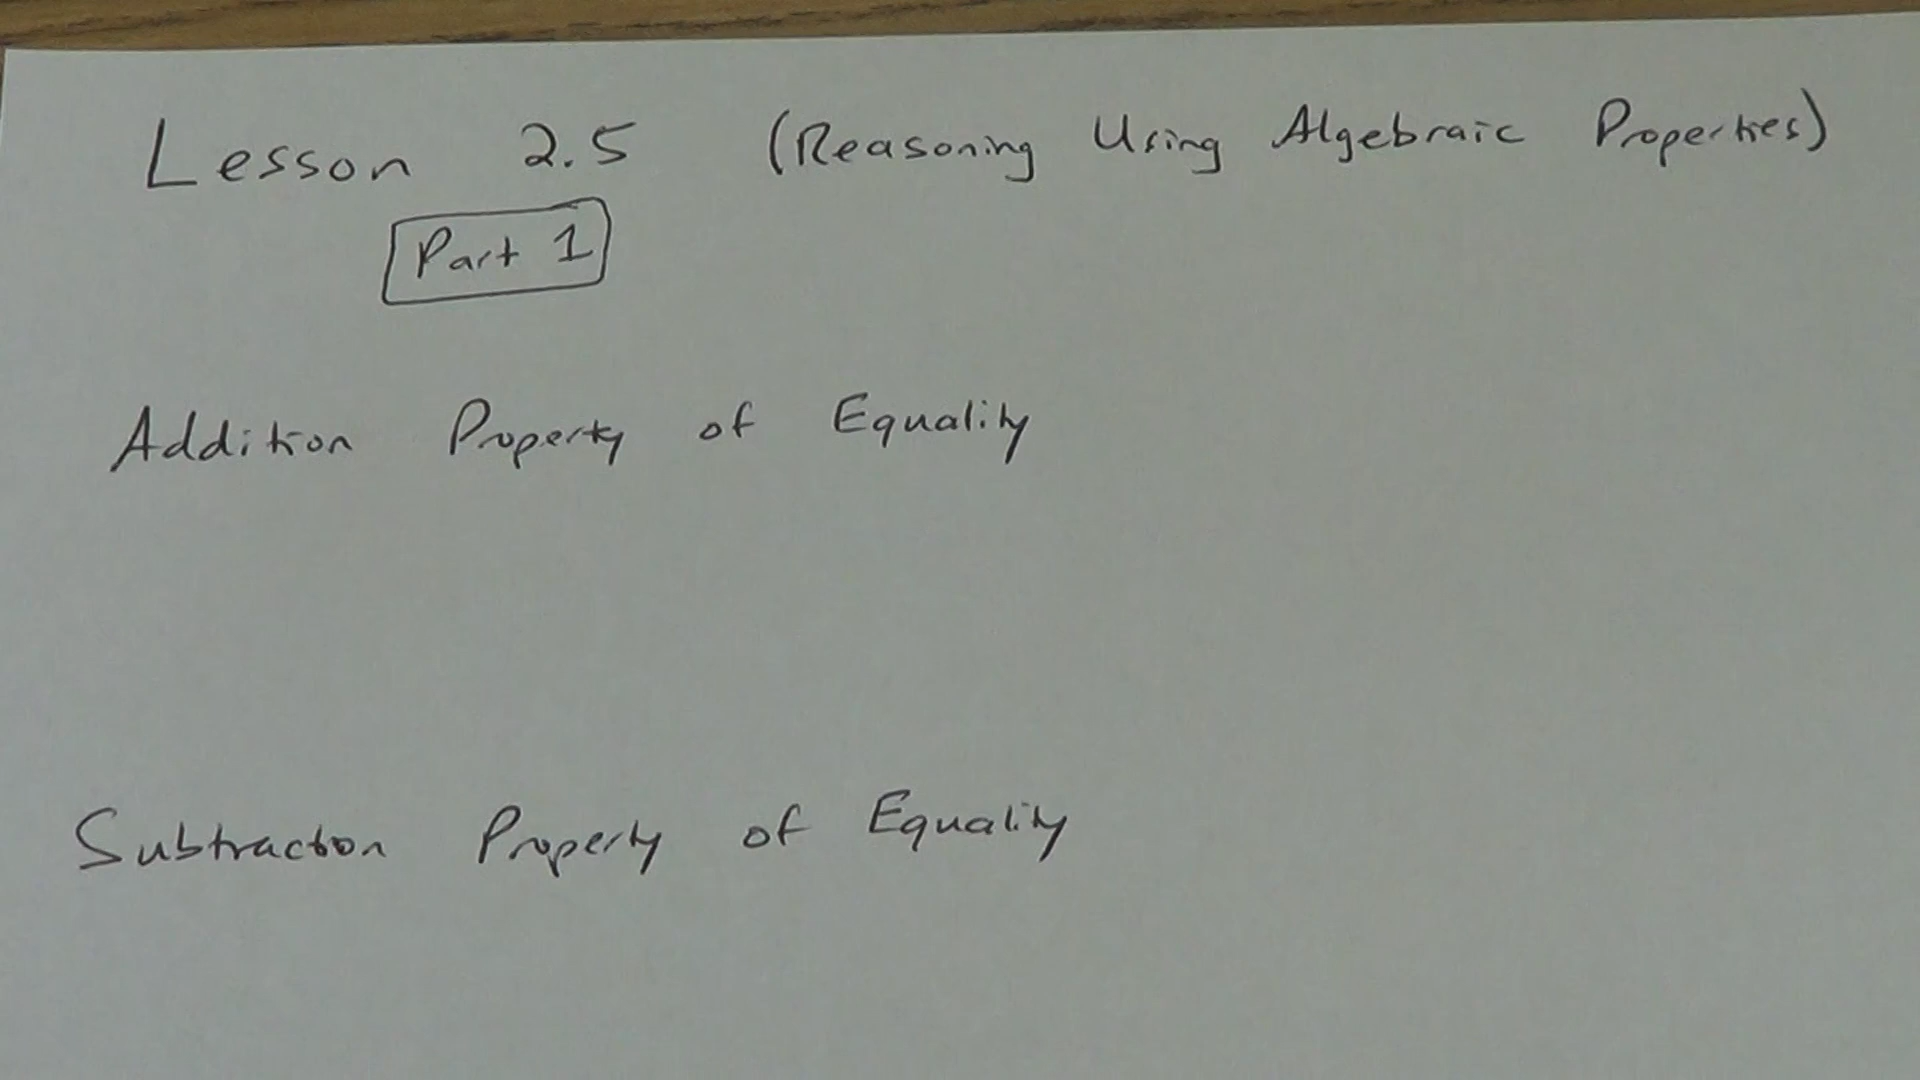 Lesson 2.5 (Reasoning Using Algebraic Properties)
Part 1
Addition Property of Equality
Subtraction Property of Equality